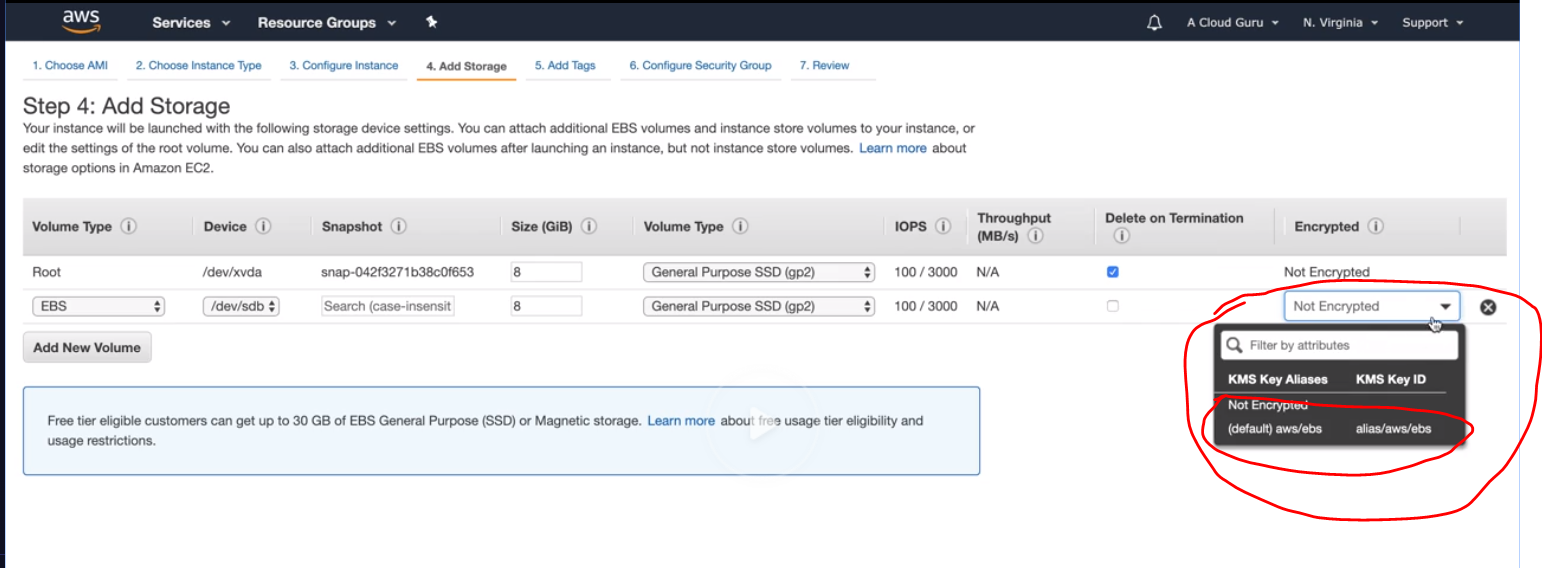 aws Services Resource Groups A Cloud Guru N. Virginia Support
1. Choose AMI 2. Choose Instance Type 3. Configure Instance 4. Add Storage 5. Add Tags 6. Configure Security Group 7. Review
Step 4: Add Storage
Your instance will be launched with the following storage device settings. You can attach additional EBS volumes and instance store volumes to your instance, or
edit the settings of the root volume. You can also attach additional EBS volumes after launching an instance, but not instance store volumes. Learn more about
storage options in Amazon EC2.
Volume Type i Device i Snapshot i Size (GiB) i Volume Type i IOPS i Throughput (MB/s) i Delete on Termination i Encrypted i
Root /dev/xvda snap-042f3271b38c0f653 8 General Purpose SSD (gp2) 100 / 3000 N/A Not Encrypted
EBS /dev/sdb Search (case-insensit 8 General Purpose SSD (gp2) 100 / 3000 N/A Not Encrypted
Add New Volume
Filter by attributes
KMS Key Aliases KMS Key ID
Not Encrypted
(default) aws/ebs alias/aws/ebs
Free tier eligible customers can get up to 30 GB of EBS General Purpose (SSD) or Magnetic storage. Learn more about free usage tier eligibility and
usage restrictions.